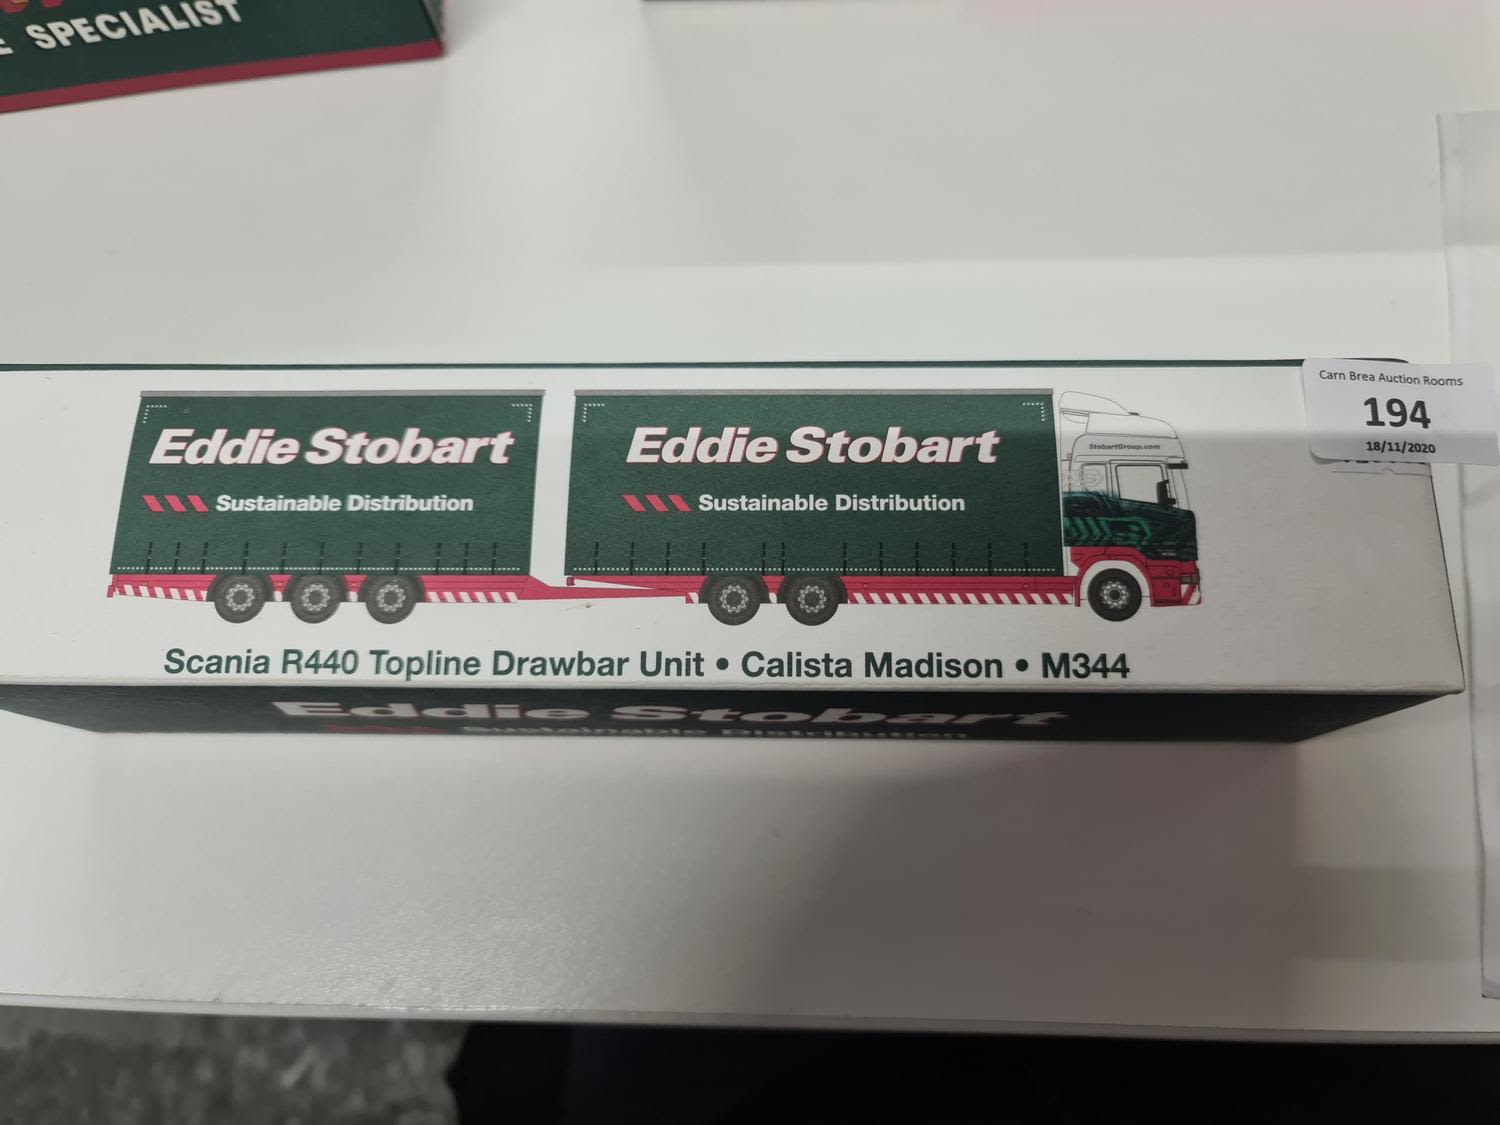 E SPECIALIST
Carn Brea Auction Rooms
194
18/11/2020
Eddie Stobart
Sustainable Distribution
Eddie Stobart
Sustainable Distribution
StobartGroup.com
Scania R440 Topline Drawbar Unit • Calista Madison • M344
Eddie Stobart
Sustainable Distribution